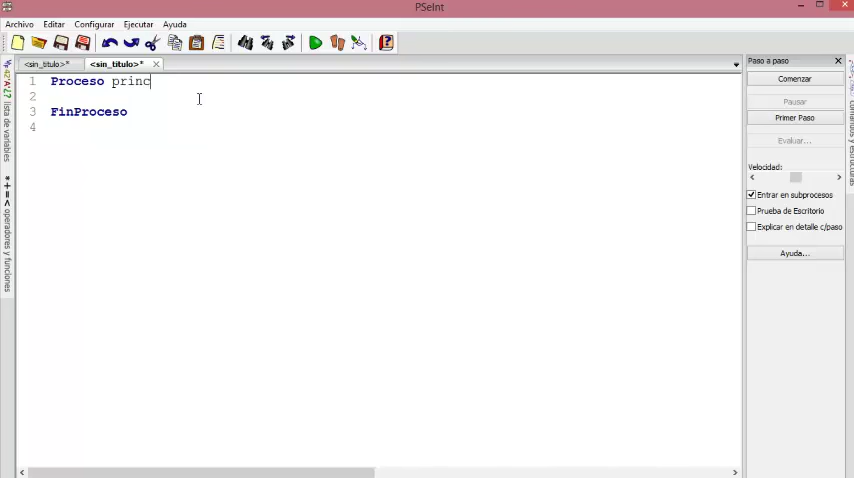 PSeInt
Archivo Editar Configurar Ejecutar Ayuda
<sin_titulo>* <sin_titulo>*
1 Proceso princ
2
3 FinProceso
4
lista de variables
operadores y funciones
Paso a paso
Comenzar
Pausar
Primer Paso
Evaluar...
Velocidad:
Entrar en subprocesos
Prueba de Escritorio
Explicar en detalle c/paso
Ayuda...
comandos y estructuras